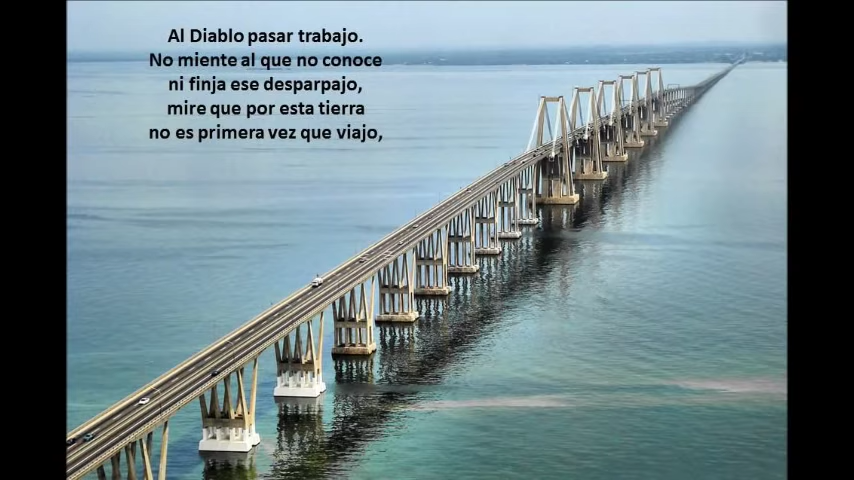 Al Diablo pasar trabajo.
No miente al que no conoce
ni finja ese desparpajo,
mire que por esta tierra
no es primera vez que viajo,